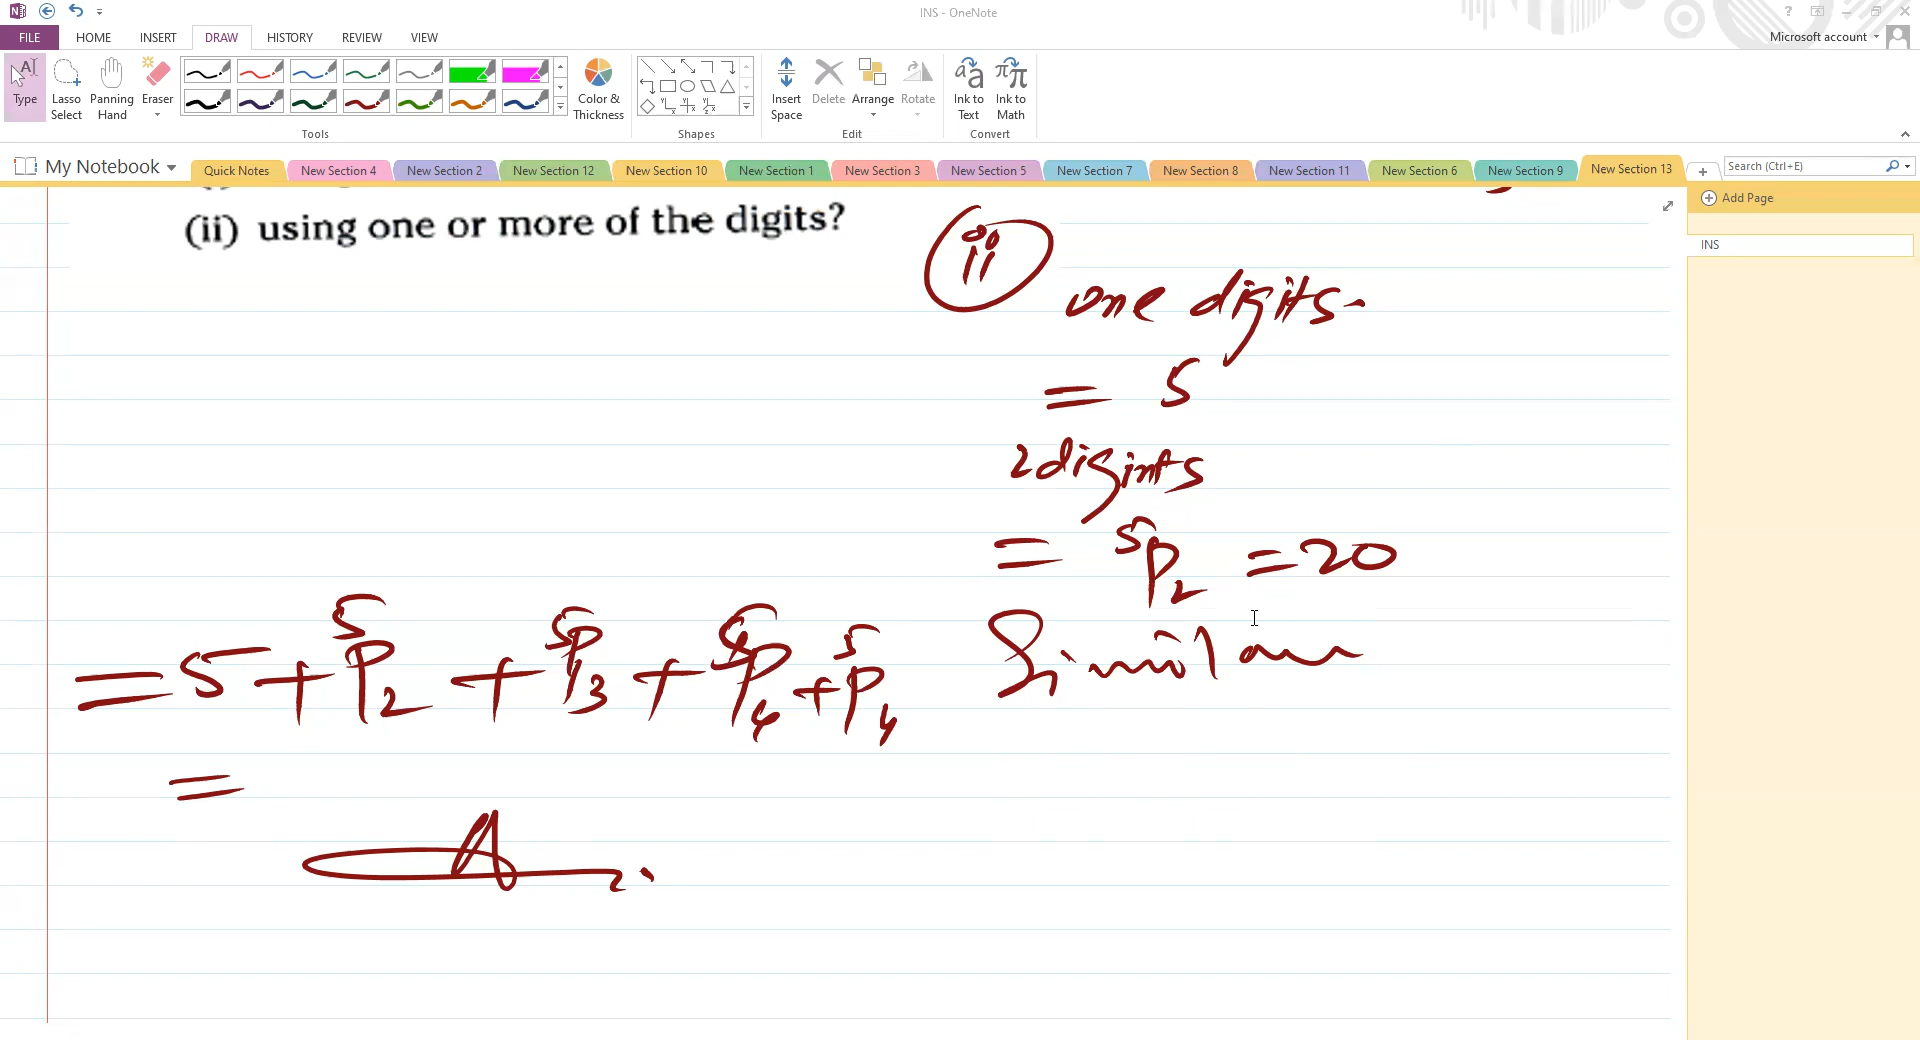 INS - OneNote
FILE HOME INSERT DRAW HISTORY REVIEW VIEW
Microsoft account
Type
Lasso Select
Panning Hand
Eraser
Color & Thickness
Insert Space
Delete
Arrange
Rotate
Ink to Text
Ink to Math
Tools
Shapes
Edit
Convert
My Notebook
Quick Notes
New Section 4
New Section 2
New Section 12
New Section 10
New Section 1
New Section 3
New Section 5
New Section 7
New Section 8
New Section 11
New Section 6
New Section 9
New Section 13
Search (Ctrl+E)
Add Page
INS
(ii) using one or more of the digits?
ii
one digits
= 5
2 digints
= ⁵P₂ = 20
= 5 + ⁵P₂ + ⁵P₃ + ⁵P₄ + ⁵P₄
=
A